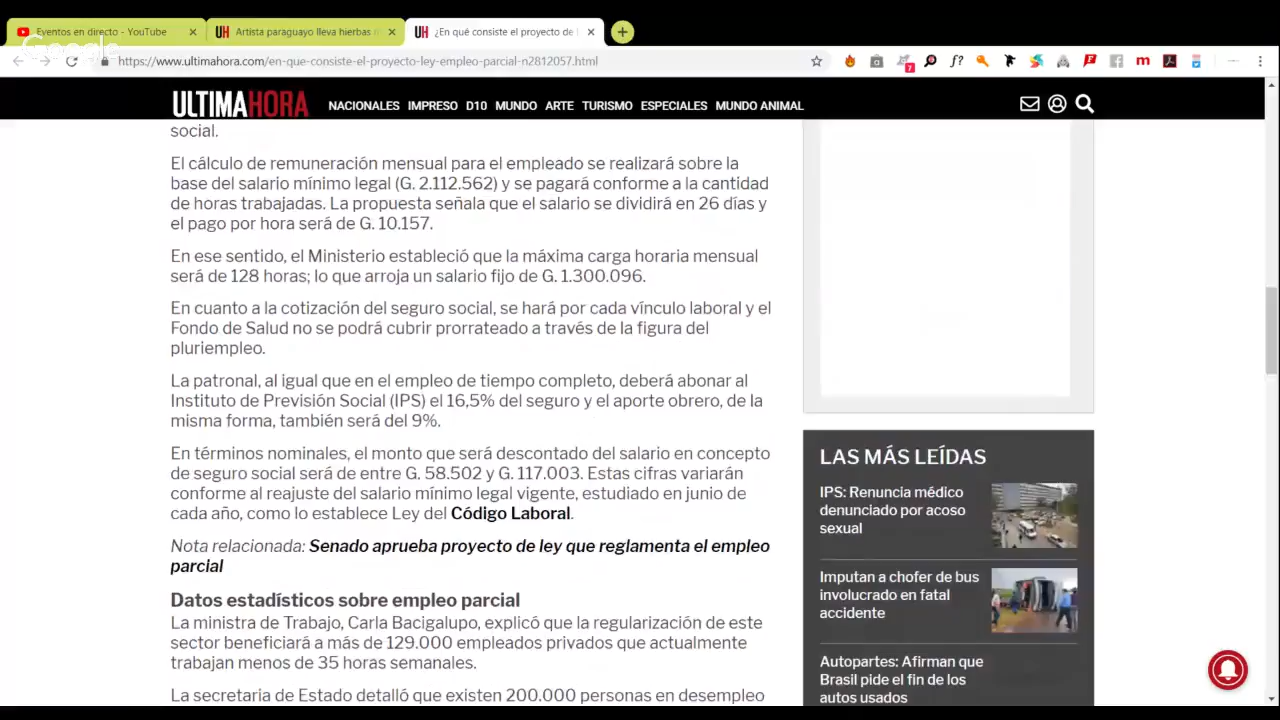 Eventos en directo - YouTube
Artista paraguayo lleva hierbas
¿En qué consiste el proyecto de
Google
https://www.ultimahora.com/en-que-consiste-el-proyecto-ley-empleo-parcial-n2812057.html
7
f?
m
ULTIMAHORA NACIONALES IMPRESO D10 MUNDO ARTE TURISMO ESPECIALES MUNDO ANIMAL
social.
El cálculo de remuneración mensual para el empleado se realizará sobre la
base del salario mínimo legal (G. 2.112.562) y se pagará conforme a la cantidad
de horas trabajadas. La propuesta señala que el salario se dividirá en 26 días y
el pago por hora será de G. 10.157.
En ese sentido, el Ministerio estableció que la máxima carga horaria mensual
será de 128 horas; lo que arroja un salario fijo de G. 1.300.096.
En cuanto a la cotización del seguro social, se hará por cada vínculo laboral y el
Fondo de Salud no se podrá cubrir prorrateado a través de la figura del
pluriempleo.
La patronal, al igual que en el empleo de tiempo completo, deberá abonar al
Instituto de Previsión Social (IPS) el 16,5% del seguro y el aporte obrero, de la
misma forma, también será del 9%.
En términos nominales, el monto que será descontado del salario en concepto
de seguro social será de entre G. 58.502 y G. 117.003. Estas cifras variarán
conforme al reajuste del salario mínimo legal vigente, estudiado en junio de
cada año, como lo establece Ley del Código Laboral.
Nota relacionada: Senado aprueba proyecto de ley que reglamenta el empleo
parcial
Datos estadísticos sobre empleo parcial
La ministra de Trabajo, Carla Bacigalupo, explicó que la regularización de este
sector beneficiará a más de 129.000 empleados privados que actualmente
trabajan menos de 35 horas semanales.
La secretaria de Estado detalló que existen 200.000 personas en desempleo
LAS MÁS LEÍDAS
IPS: Renuncia médico
denunciado por acoso
sexual
Imputan a chofer de bus
involucrado en fatal
accidente
Autopartes: Afirman que
Brasil pide el fin de los
autos usados